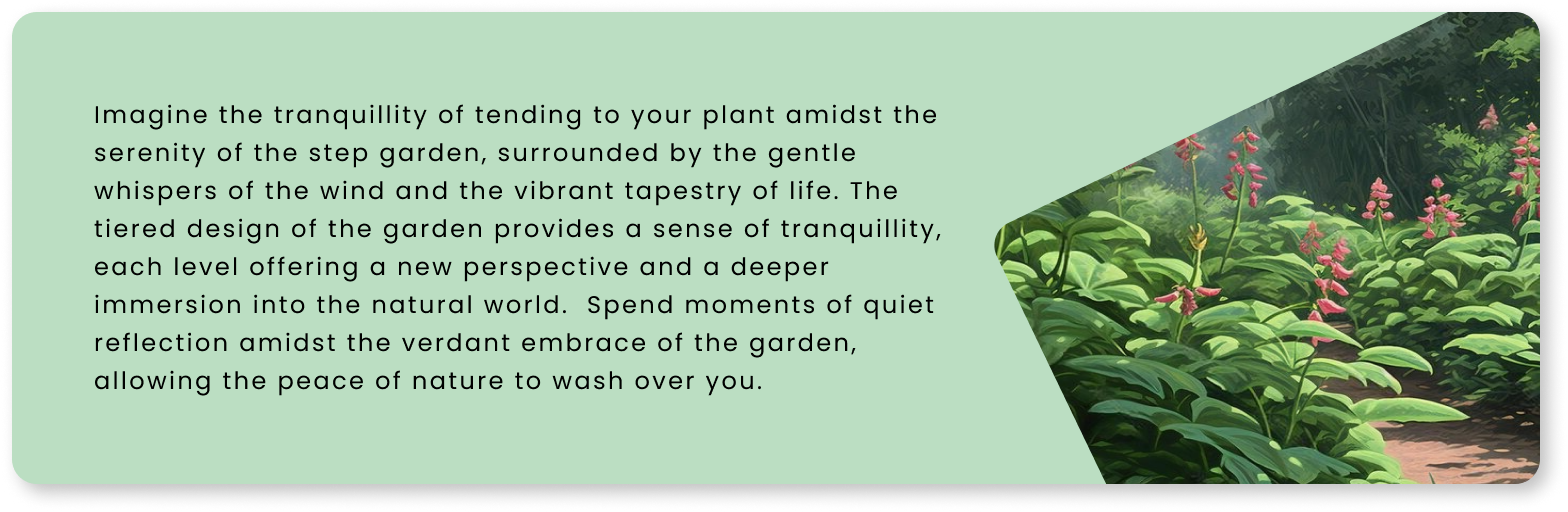 Imagine the tranquillity of tending to your plant amidst the
serenity of the step garden, surrounded by the gentle
whispers of the wind and the vibrant tapestry of life. The
tiered design of the garden provides a sense of tranquillity,
each level offering a new perspective and a deeper
immersion into the natural world.  Spend moments of quiet
reflection amidst the verdant embrace of the garden,
allowing the peace of nature to wash over you.